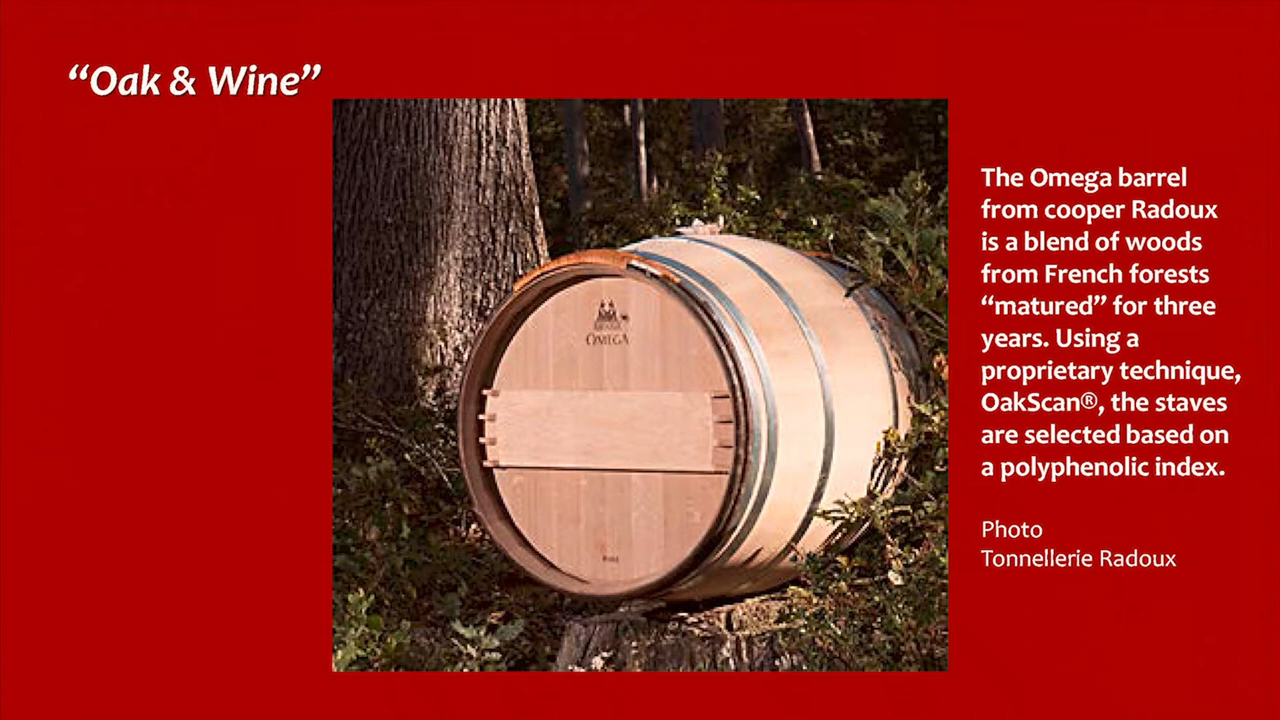 “Oak & Wine”
OMEGA
The Omega barrel
from cooper Radoux
is a blend of woods
from French forests
“matured” for three
years. Using a
proprietary technique,
OakScan®, the staves
are selected based on
a polyphenolic index.
Photo
Tonnellerie Radoux